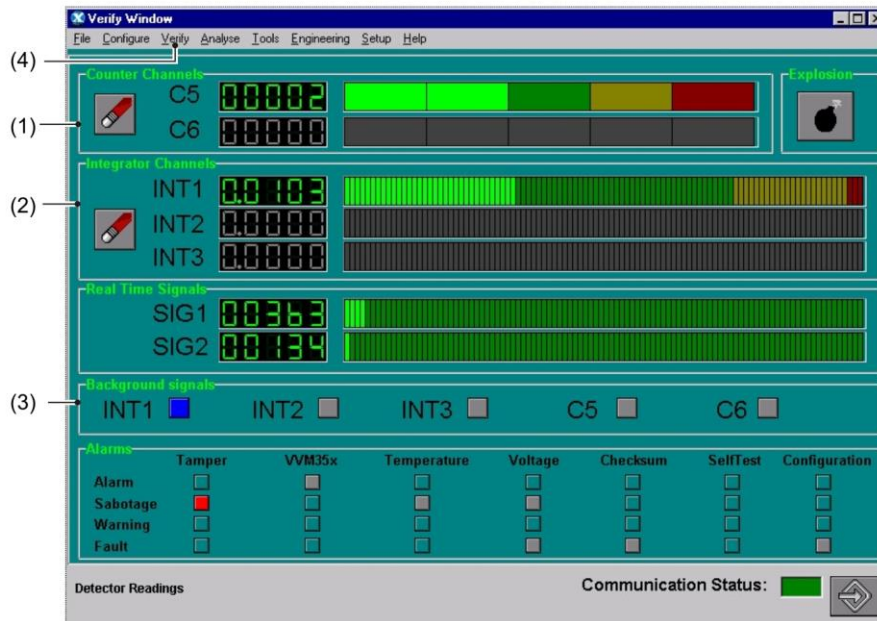 Verify Window
File Configure Verify Analyse Tools Engineering Setup Help
(4)
Counter Channels
Explosion
C5 00002
(1)
C6 00000
Integrator Channels
INT1 0.0103
(2)
INT2 0.0000
INT3 0.0000
Real Time Signals
SIG1 00363
SIG2 00134
Background signals
(3)
INT1 INT2 INT3 C5 C6
Alarms
Tamper VVM35x Temperature Voltage Checksum SelfTest Configuration
Alarm
Sabotage
Warning
Fault
Detector Readings
Communication Status: